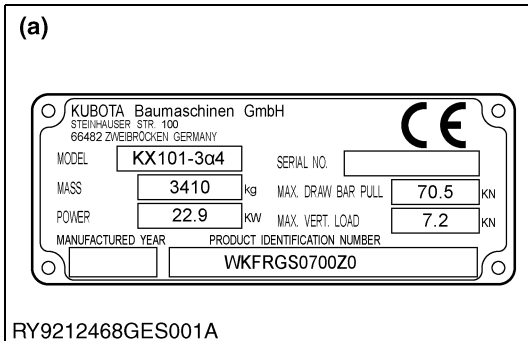 (a)
KUBOTA Baumaschinen GmbH
STEINHAUSER STR. 100
66482 ZWEIBRÖCKEN GERMANY
CE
MODEL KX101-3α4 SERIAL NO.
MASS 3410 kg MAX. DRAW BAR PULL 70.5 KN
POWER 22.9 KW MAX. VERT. LOAD 7.2 KN
MANUFACTURED YEAR PRODUCT IDENTIFICATION NUMBER
WKFRGS0700Z0
RY9212468GES001A